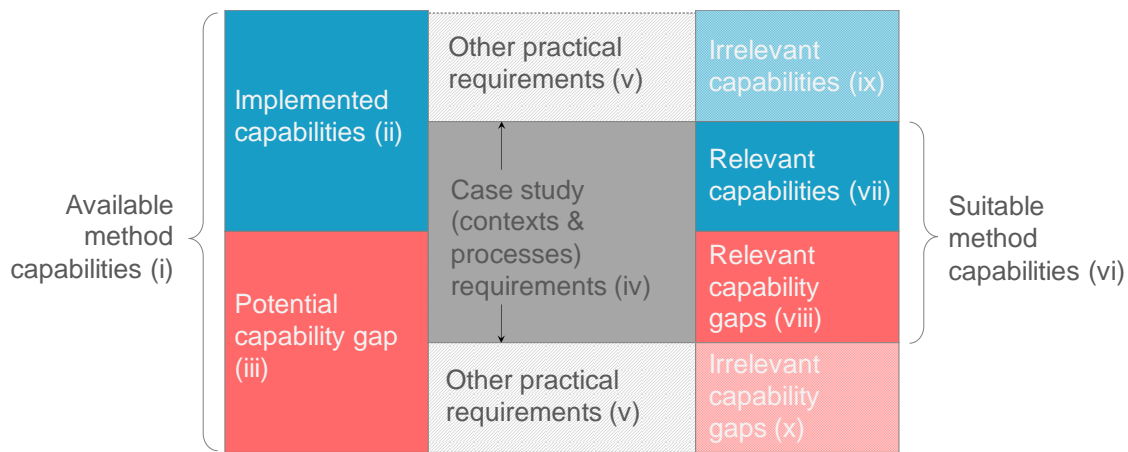 Available
method
capabilities (i)
Implemented
capabilities (ii)
Potential
capability gap
(iii)
Other practical
requirements (v)
Case study
(contexts &
processes)
requirements (iv)
Other practical
requirements (v)
Irrelevant
capabilities (ix)
Relevant
capabilities (vii)
Relevant
capability
gaps (viii)
Irrelevant
capability
gaps (x)
Suitable
method
capabilities (vi)